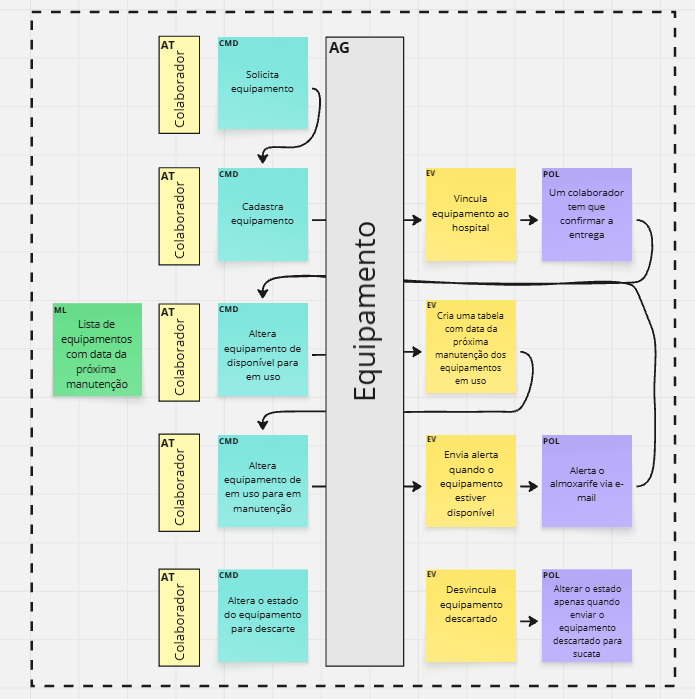 AT
Colaborador
CMD
Solicita
equipamento
AG
Equipamento
AT
Colaborador
CMD
Cadastra
equipamento
EV
Vincula
equipamento ao
hospital
POL
Um colaborador
tem que
confirmar a
entrega
ML
Lista de
equipamentos
com data da
próxima
manutenção
AT
Colaborador
CMD
Altera
equipamento de
disponível para
em uso
EV
Cria uma tabela
com data da
próxima
manutenção dos
equipamentos
em uso
AT
Colaborador
CMD
Altera
equipamento de
em uso para em
manutenção
EV
Envia alerta
quando o
equipamento
estiver
disponível
POL
Alerta o
almoxarife via e-
mail
AT
Colaborador
CMD
Altera o estado
do equipamento
para descarte
EV
Desvincula
equipamento
descartado
POL
Alterar o estado
apenas quando
enviar o
equipamento
descartado para
sucata